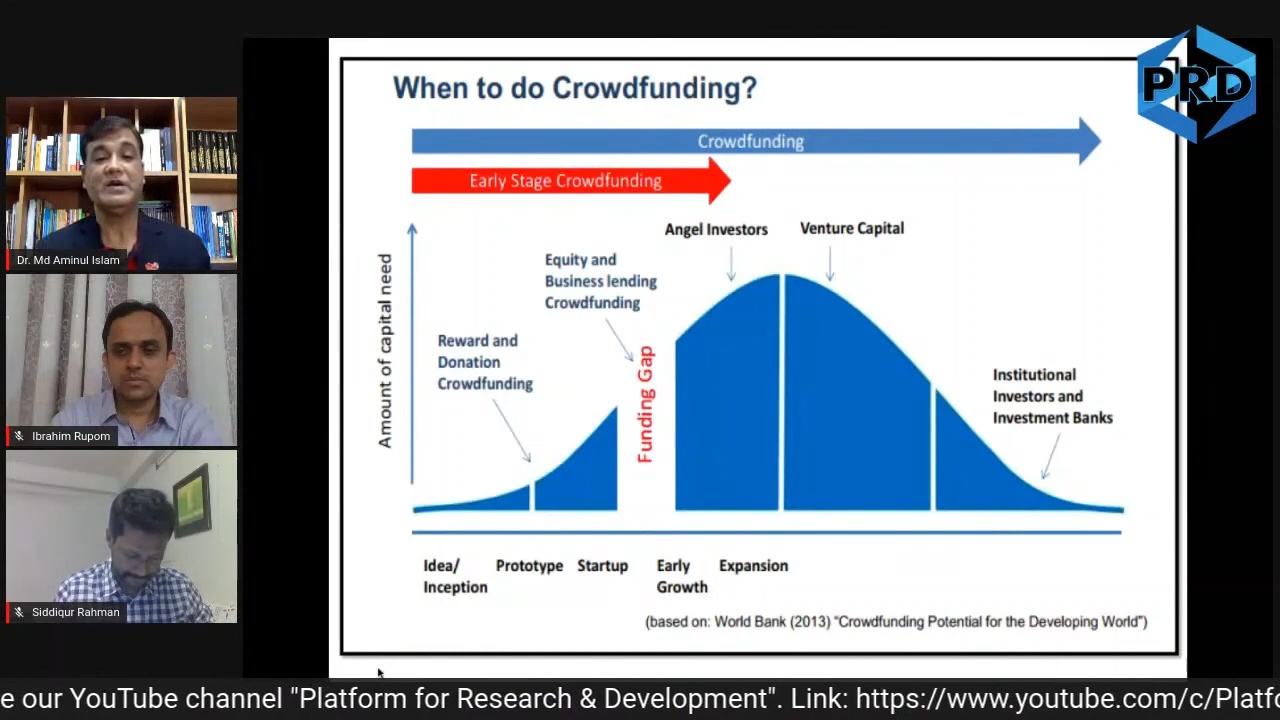 When to do Crowdfunding?
PRD
Crowdfunding
Early Stage Crowdfunding
Angel Investors
Venture Capital
Equity and
Business lending
Crowdfunding
Reward and
Donation
Crowdfunding
Amount of capital need
Funding Gap
Institutional
Investors and
Investment Banks
Idea/
Inception
Prototype
Startup
Early
Growth
Expansion
(based on: World Bank (2013) “Crowdfunding Potential for the Developing World”)
Dr. Md Aminul Islam
Ibrahim Rupom
Siddiqur Rahman
e our YouTube channel "Platform for Research & Development". Link: https://www.youtube.com/c/Platfo